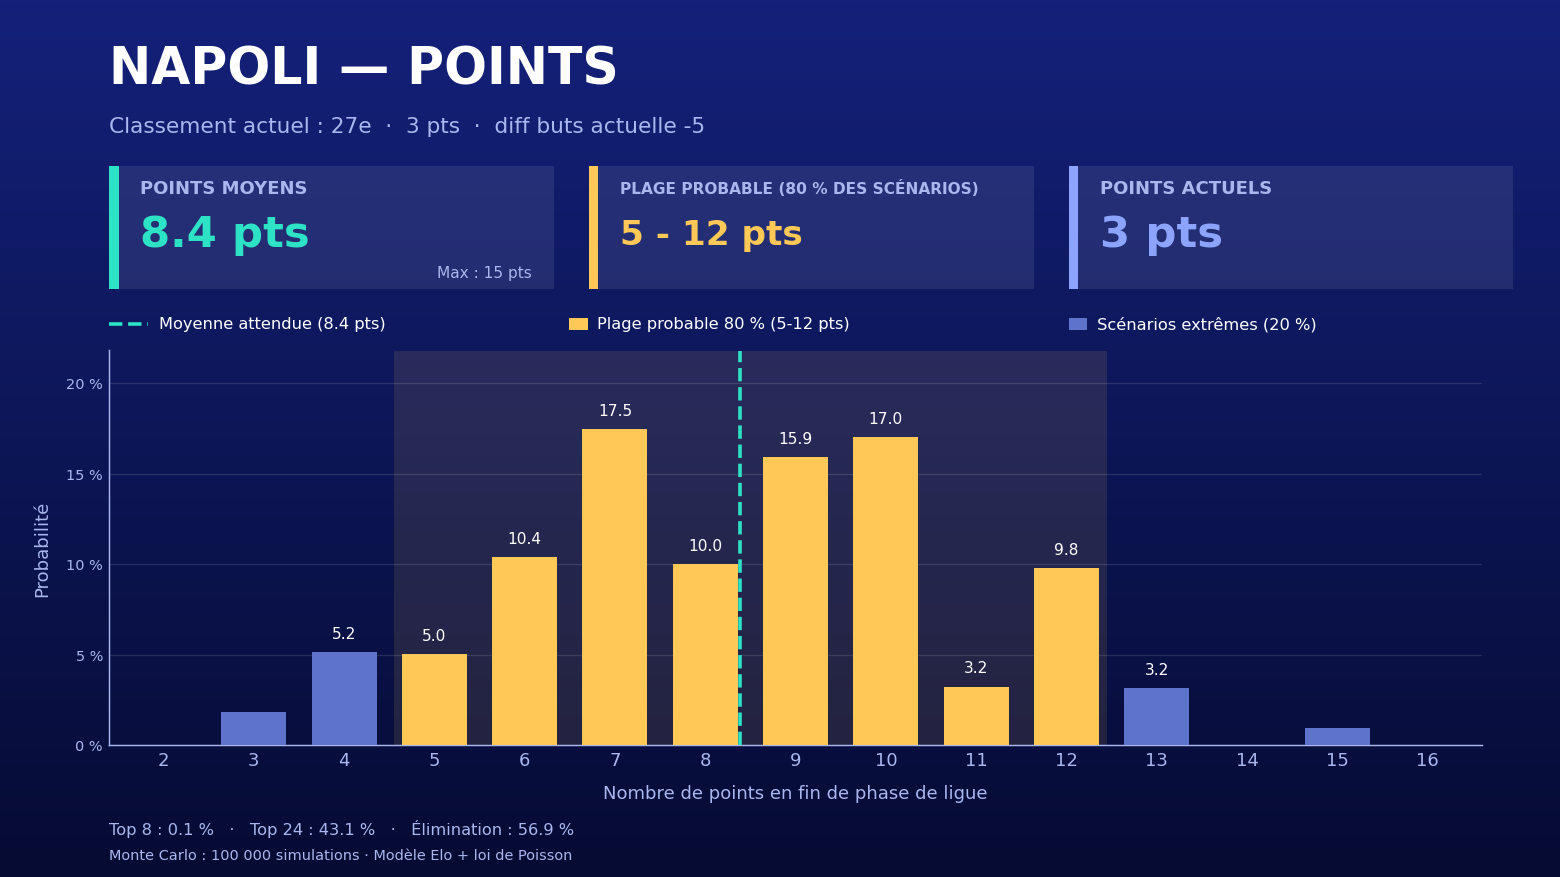 NAPOLI — POINTS
Classement actuel : 27e · 3 pts · diff buts actuelle -5
POINTS MOYENS
8.4 pts
Max : 15 pts
PLAGE PROBABLE (80 % DES SCÉNARIOS)
5 - 12 pts
POINTS ACTUELS
3 pts
Moyenne attendue (8.4 pts)
Plage probable 80 % (5-12 pts)
Scénarios extrêmes (20 %)
Probabilité
20 %
15 %
10 %
5 %
0 %
5.2
5.0
10.4
17.5
10.0
15.9
17.0
3.2
9.8
3.2
2 3 4 5 6 7 8 9 10 11 12 13 14 15 16
Nombre de points en fin de phase de ligue
Top 8 : 0.1 % · Top 24 : 43.1 % · Élimination : 56.9 %
Monte Carlo : 100 000 simulations · Modèle Elo + loi de Poisson